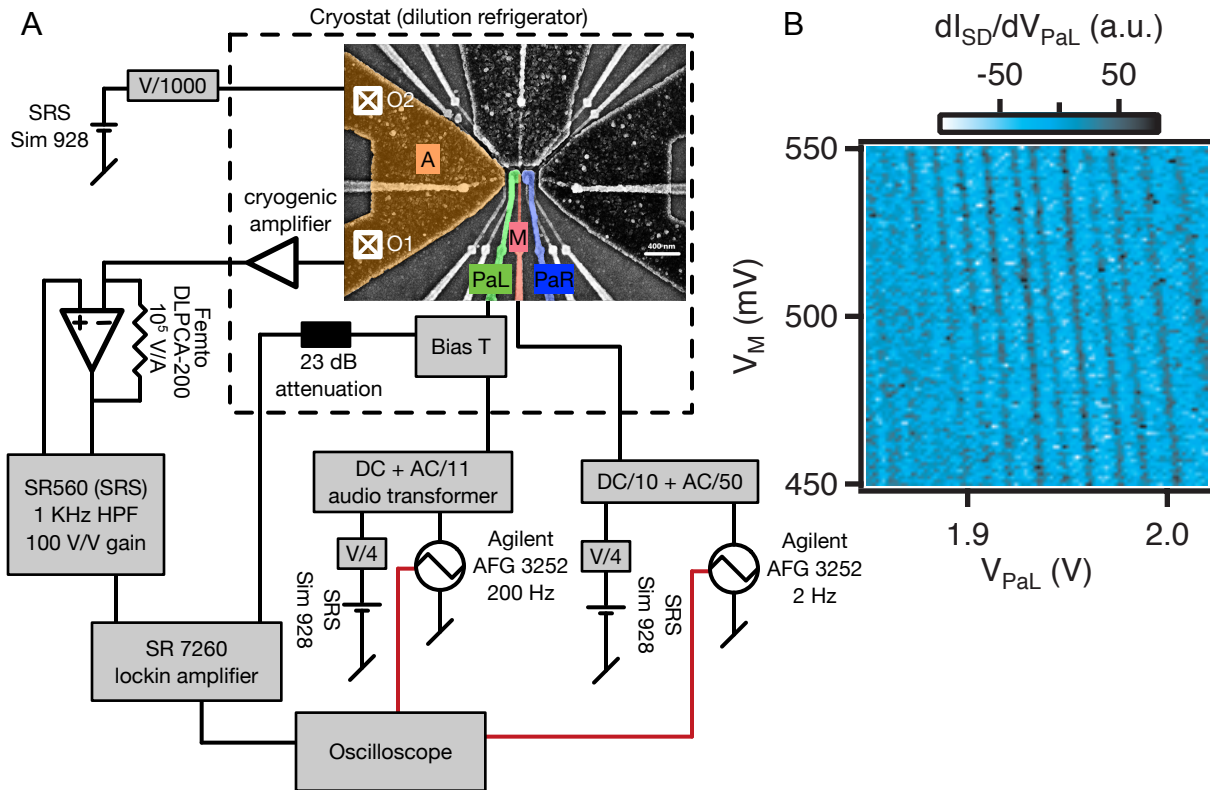 A
Cryostat (dilution refrigerator)
V/1000
SRS
Sim 928
O2
A
O1
M
PaL
PaR
400 nm
cryogenic
amplifier
+ -
Femto
DLPCA-200
10⁵ V/A
23 dB
attenuation
Bias T
SR560 (SRS)
1 KHz HPF
100 V/V gain
DC + AC/11
audio transformer
DC/10 + AC/50
V/4
SRS
Sim 928
Agilent
AFG 3252
200 Hz
V/4
SRS
Sim 928
Agilent
AFG 3252
2 Hz
SR 7260
lockin amplifier
Oscilloscope
B
dI_SD/dV_PaL (a.u.)
-50 50
550
500
450
V_M (mV)
1.9 2.0
V_PaL (V)